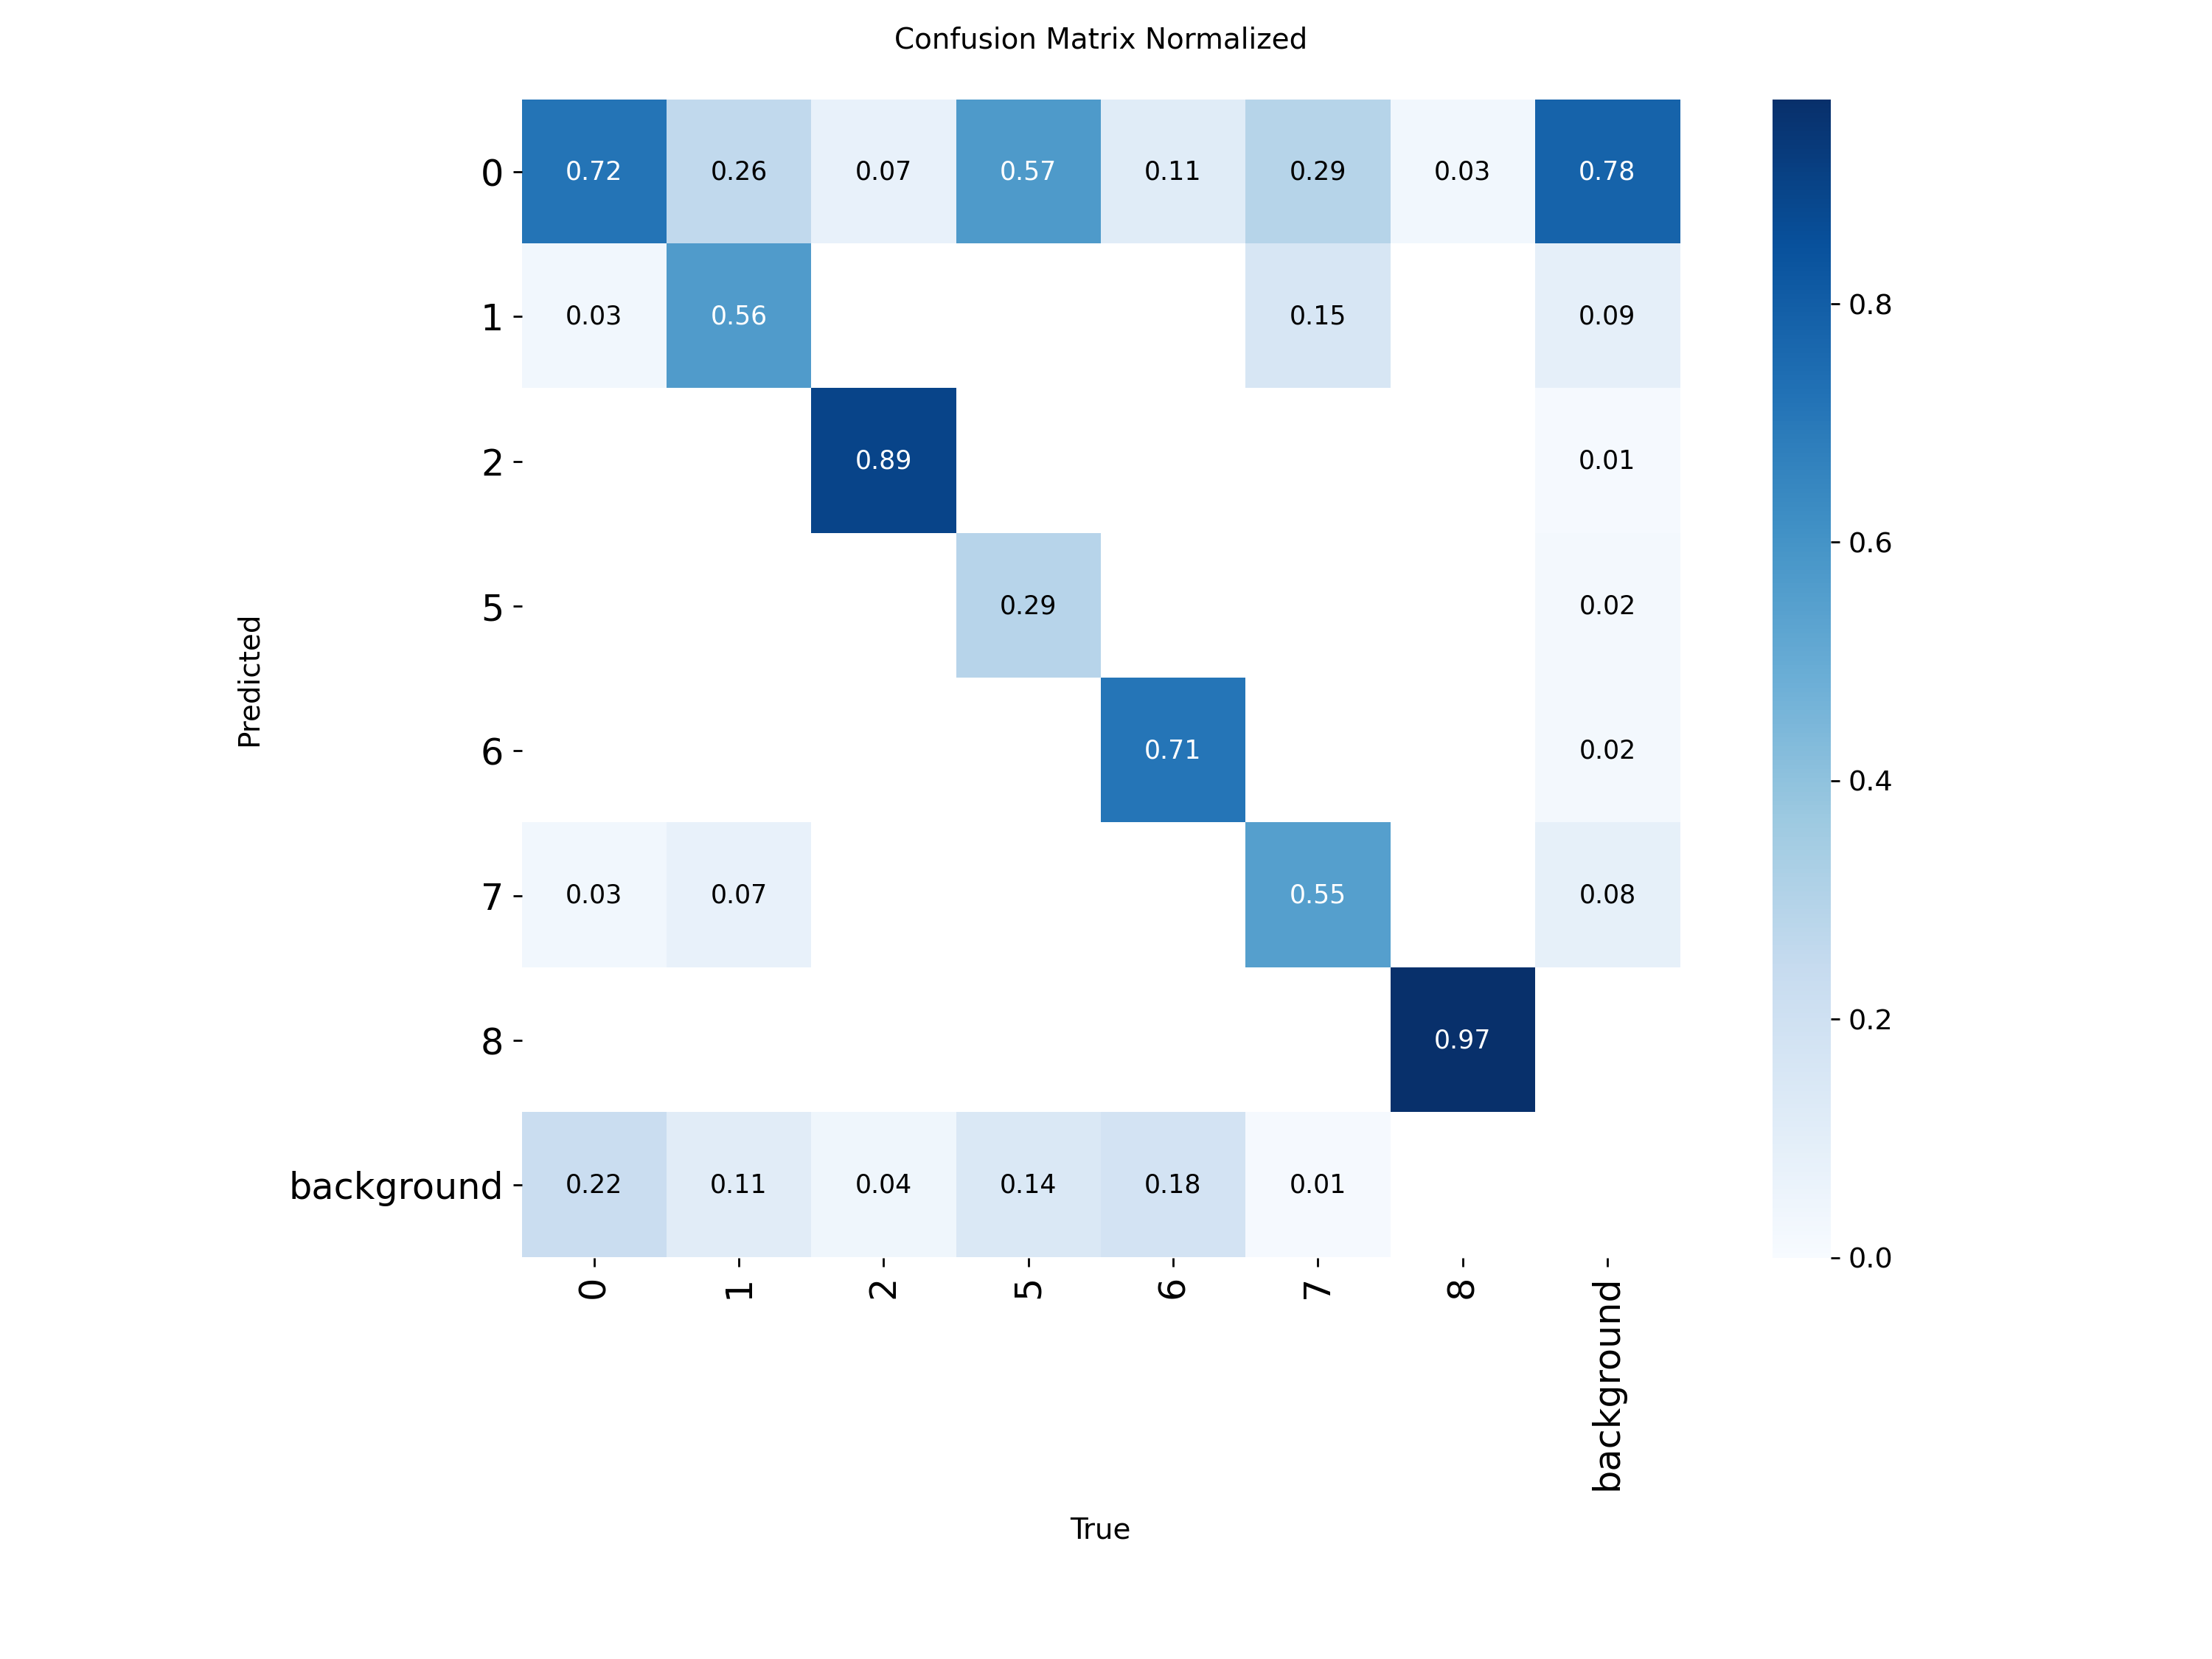 Confusion Matrix Normalized
0 0.72 0.26 0.07 0.57 0.11 0.29 0.03 0.78
1 0.03 0.56 0.15 0.09
0.8
2 0.89 0.01
0.6
5 0.29 0.02
Predicted
6 0.71 0.02
0.4
7 0.03 0.07 0.55 0.08
0.2
8 0.97
background 0.22 0.11 0.04 0.14 0.18 0.01
0.0
0 1 2 5 6 7 8 background
True